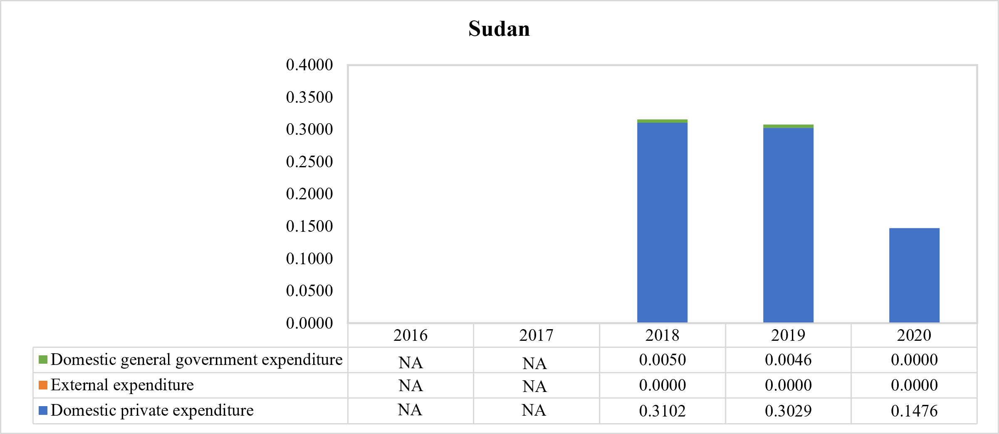 Sudan
0.4000
0.3500
0.3000
0.2500
0.2000
0.1500
0.1000
0.0500
0.0000
2016 2017 2018 2019 2020
Domestic general government expenditure NA NA 0.0050 0.0046 0.0000
External expenditure NA NA 0.0000 0.0000 0.0000
Domestic private expenditure NA NA 0.3102 0.3029 0.1476